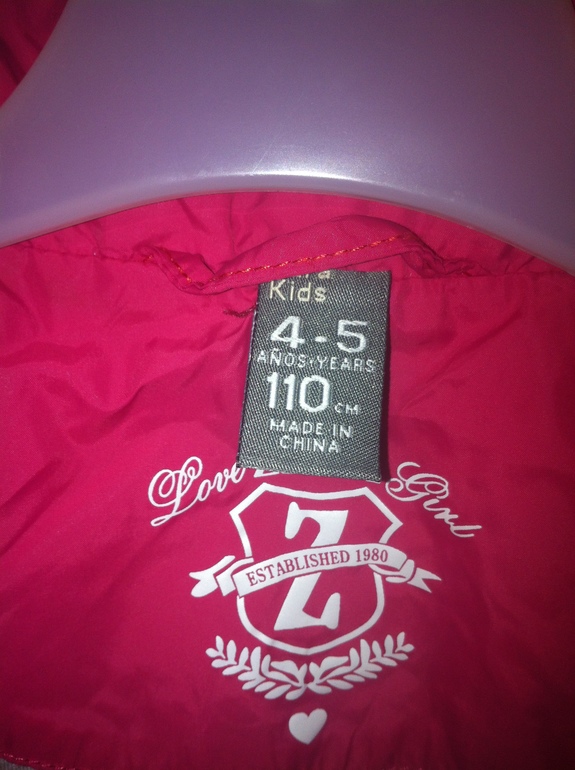 Kids
4-5
AÑOS·YEARS
110 CM
MADE IN
CHINA
Love Girl
Z
ESTABLISHED 1980